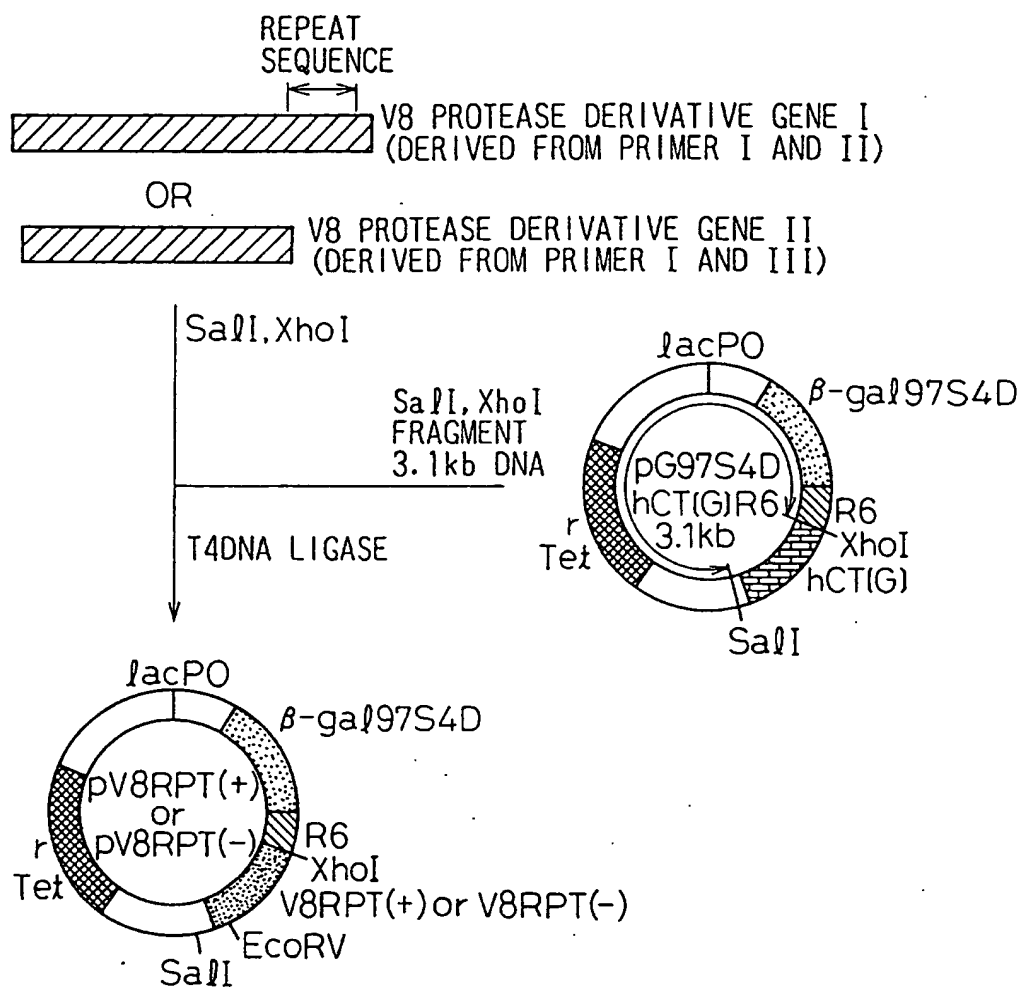 REPEAT
SEQUENCE
V8 PROTEASE DERIVATIVE GENE I
(DERIVED FROM PRIMER I AND II)
OR
V8 PROTEASE DERIVATIVE GENE II
(DERIVED FROM PRIMER I AND III)
SalI, XhoI
SalI, XhoI
FRAGMENT
3.1kb DNA
T4DNA LIGASE
lacPO
β-gal97S4D
pG97S4D
hCT(G)R6
3.1kb
R6
XhoI
hCT(G)
SalI
r
Tet
lacPO
β-gal97S4D
pV8RPT(+)
or
pV8RPT(-)
R6
XhoI
V8RPT(+) or V8RPT(-)
EcoRV
SalI
r
Tet